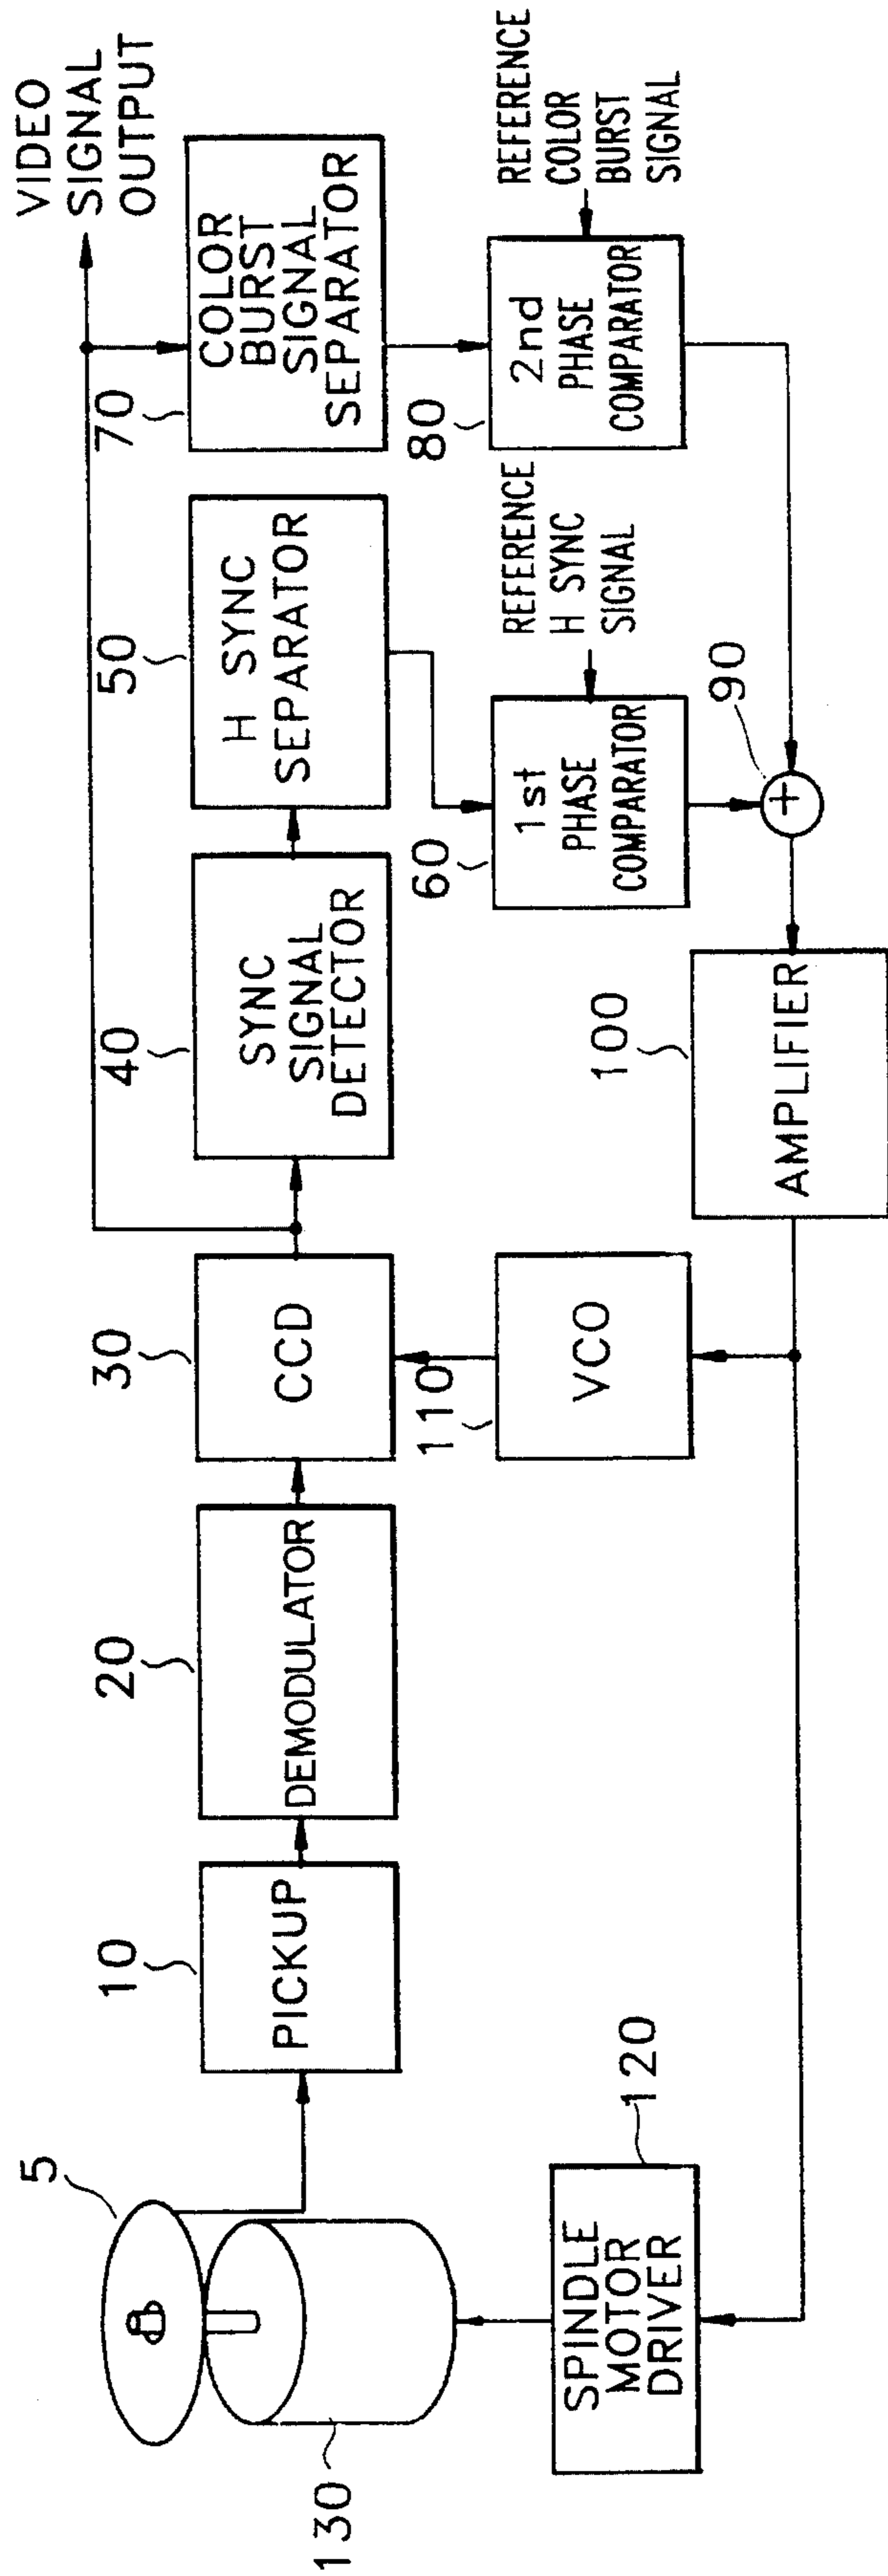 5
130
10
PICKUP
20
DEMODULATOR
30
CCD
40
SYNC
SIGNAL
DETECTOR
50
H SYNC
SEPARATOR
70
COLOR
BURST
SIGNAL
SEPARATOR
VIDEO
SIGNAL
OUTPUT
60
1st
PHASE
COMPARATOR
REFERENCE
H SYNC
SIGNAL
80
2nd
PHASE
COMPARATOR
REFERENCE
COLOR
BURST
SIGNAL
90
+
100
AMPLIFIER
110
VCO
120
SPINDLE
MOTOR
DRIVER